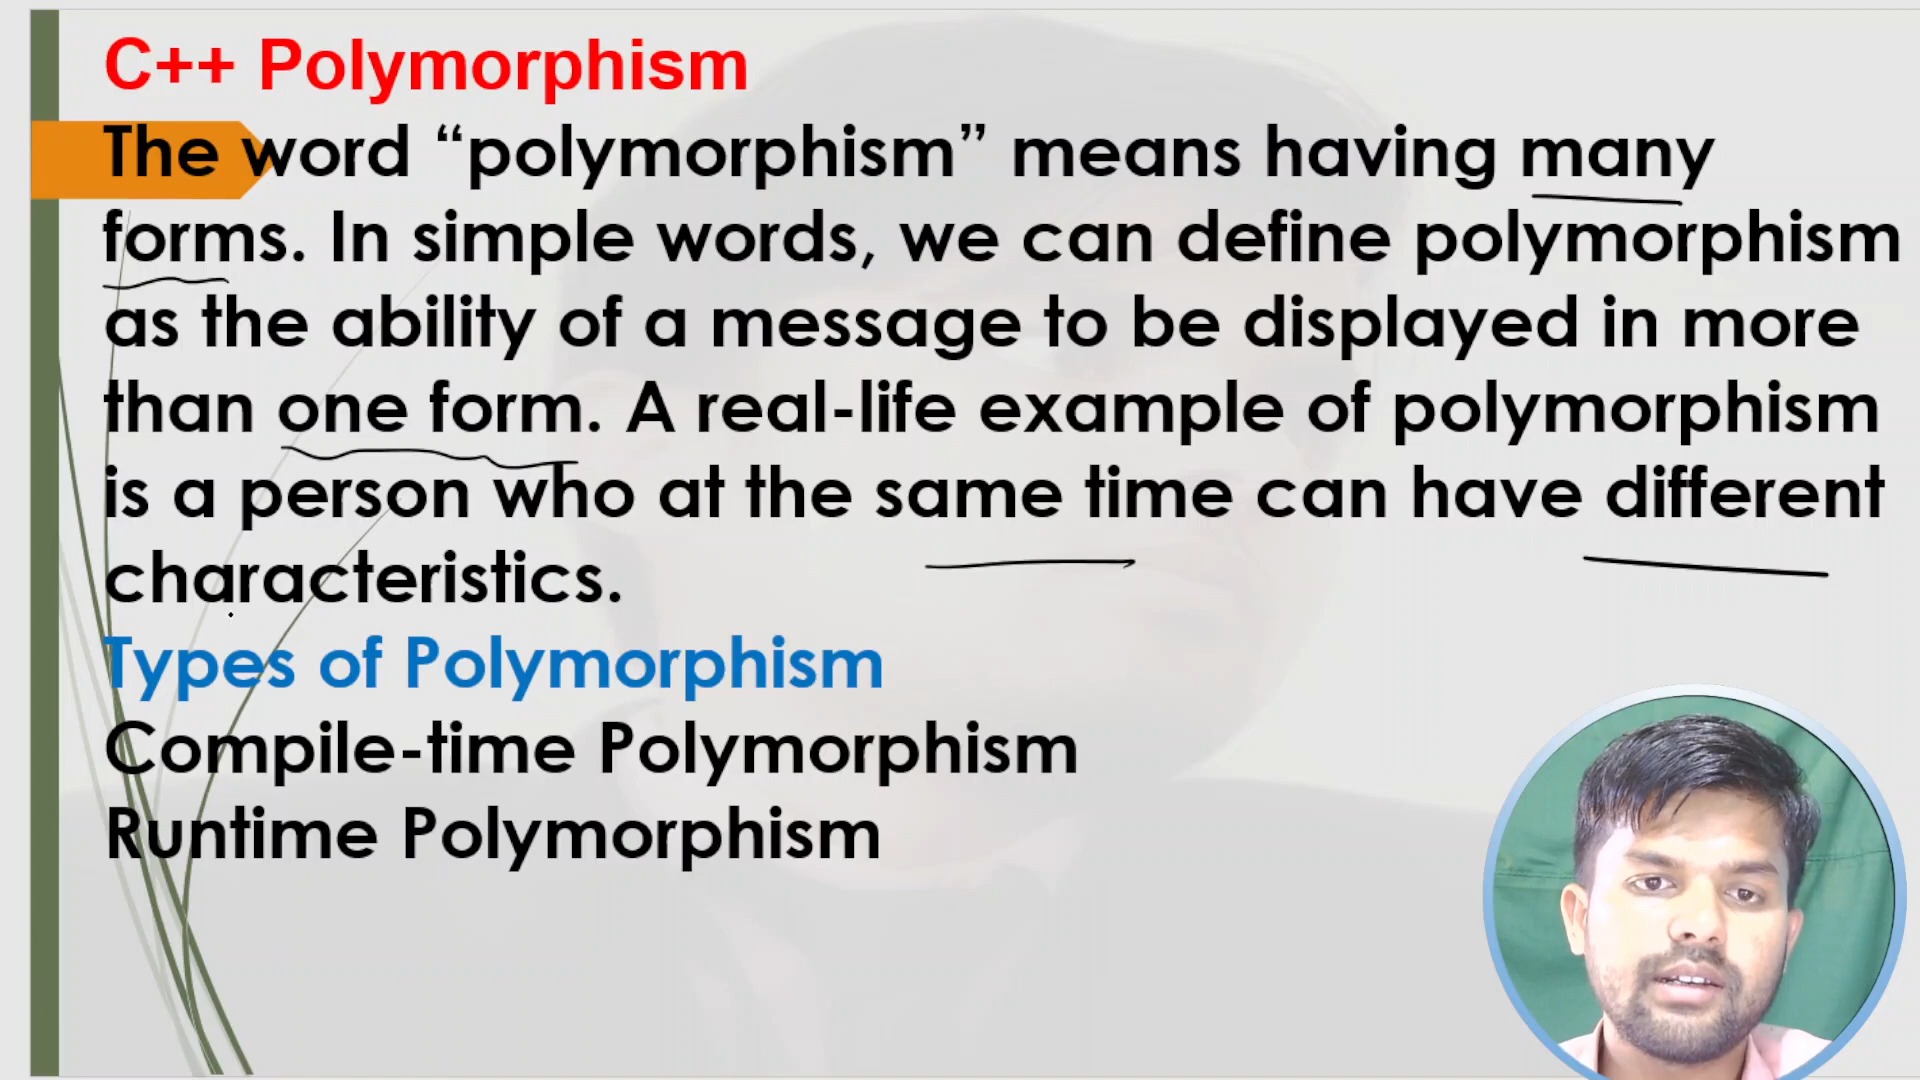 C++ Polymorphism
The word “polymorphism” means having many
forms. In simple words, we can define polymorphism
as the ability of a message to be displayed in more
than one form. A real-life example of polymorphism
is a person who at the same time can have different
characteristics.
Types of Polymorphism
Compile-time Polymorphism
Runtime Polymorphism